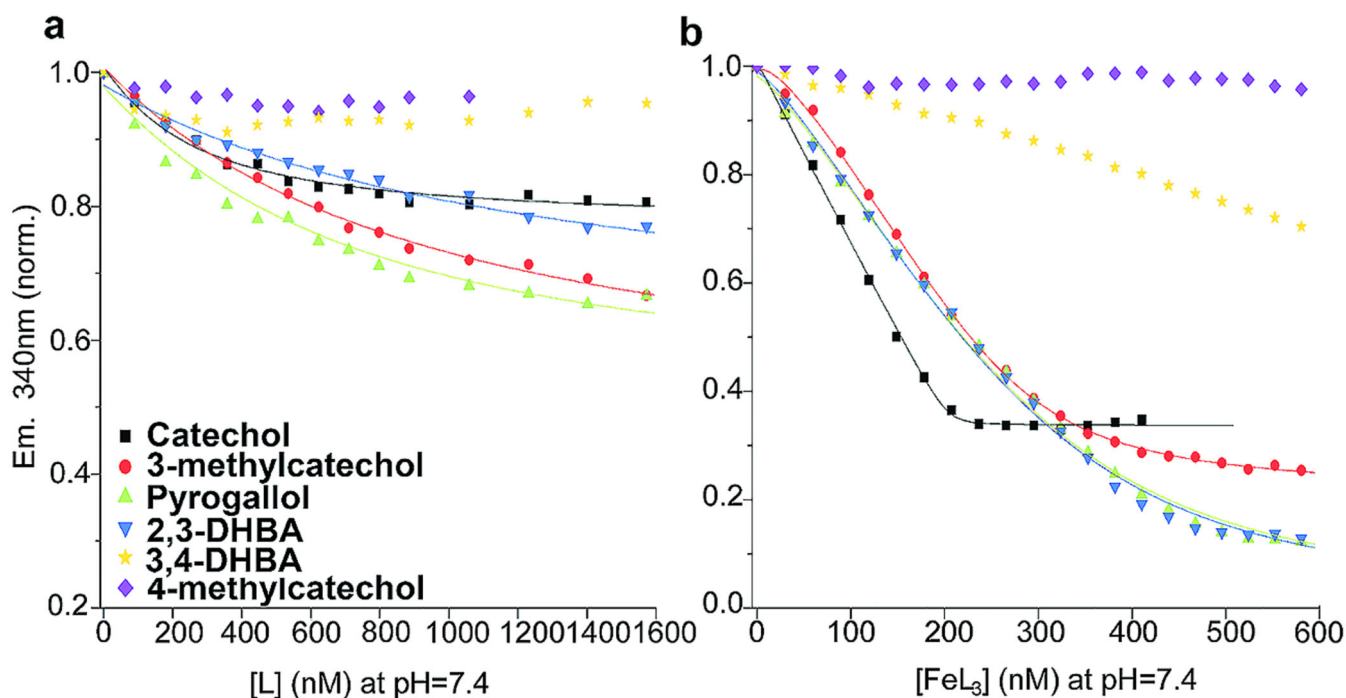 a
Em. 340nm (norm.)
1.0
0.8
0.6
0.4
0.2
Catechol
3-methylcatechol
Pyrogallol
2,3-DHBA
3,4-DHBA
4-methylcatechol
0 200 400 600 800 1000 1200 1400 1600
[L] (nM) at pH=7.4
b
1.0
0.8
0.6
0.4
0.2
0.0
0 100 200 300 400 500 600
[FeL3] (nM) at pH=7.4